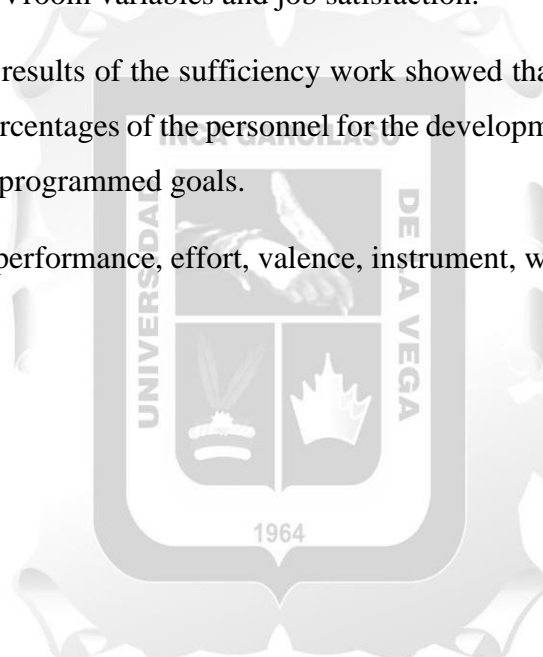 vroom variables and job satisfaction.
results of the sufficiency work showed tha
rcentages of the personnel for the developm
programmed goals.
performance, effort, valence, instrument, w
INCA GARCILASO
UNIVERSIDAD
DE LA VEGA
1964